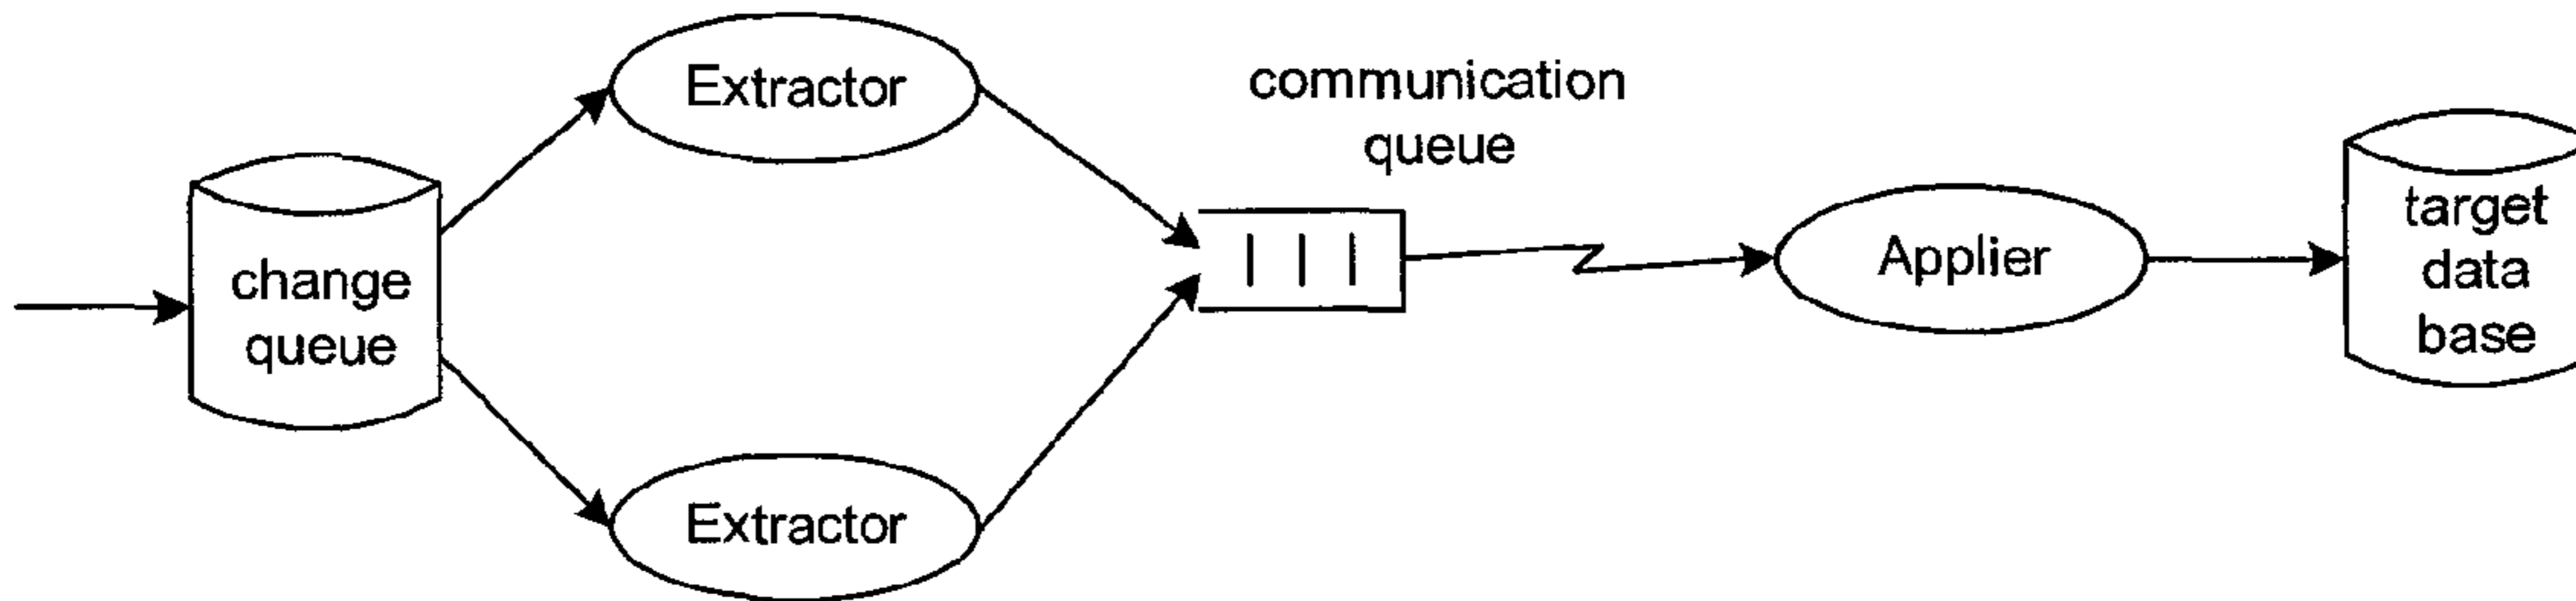 Extractor
communication
queue
change
queue
Applier
target
data
base
Extractor